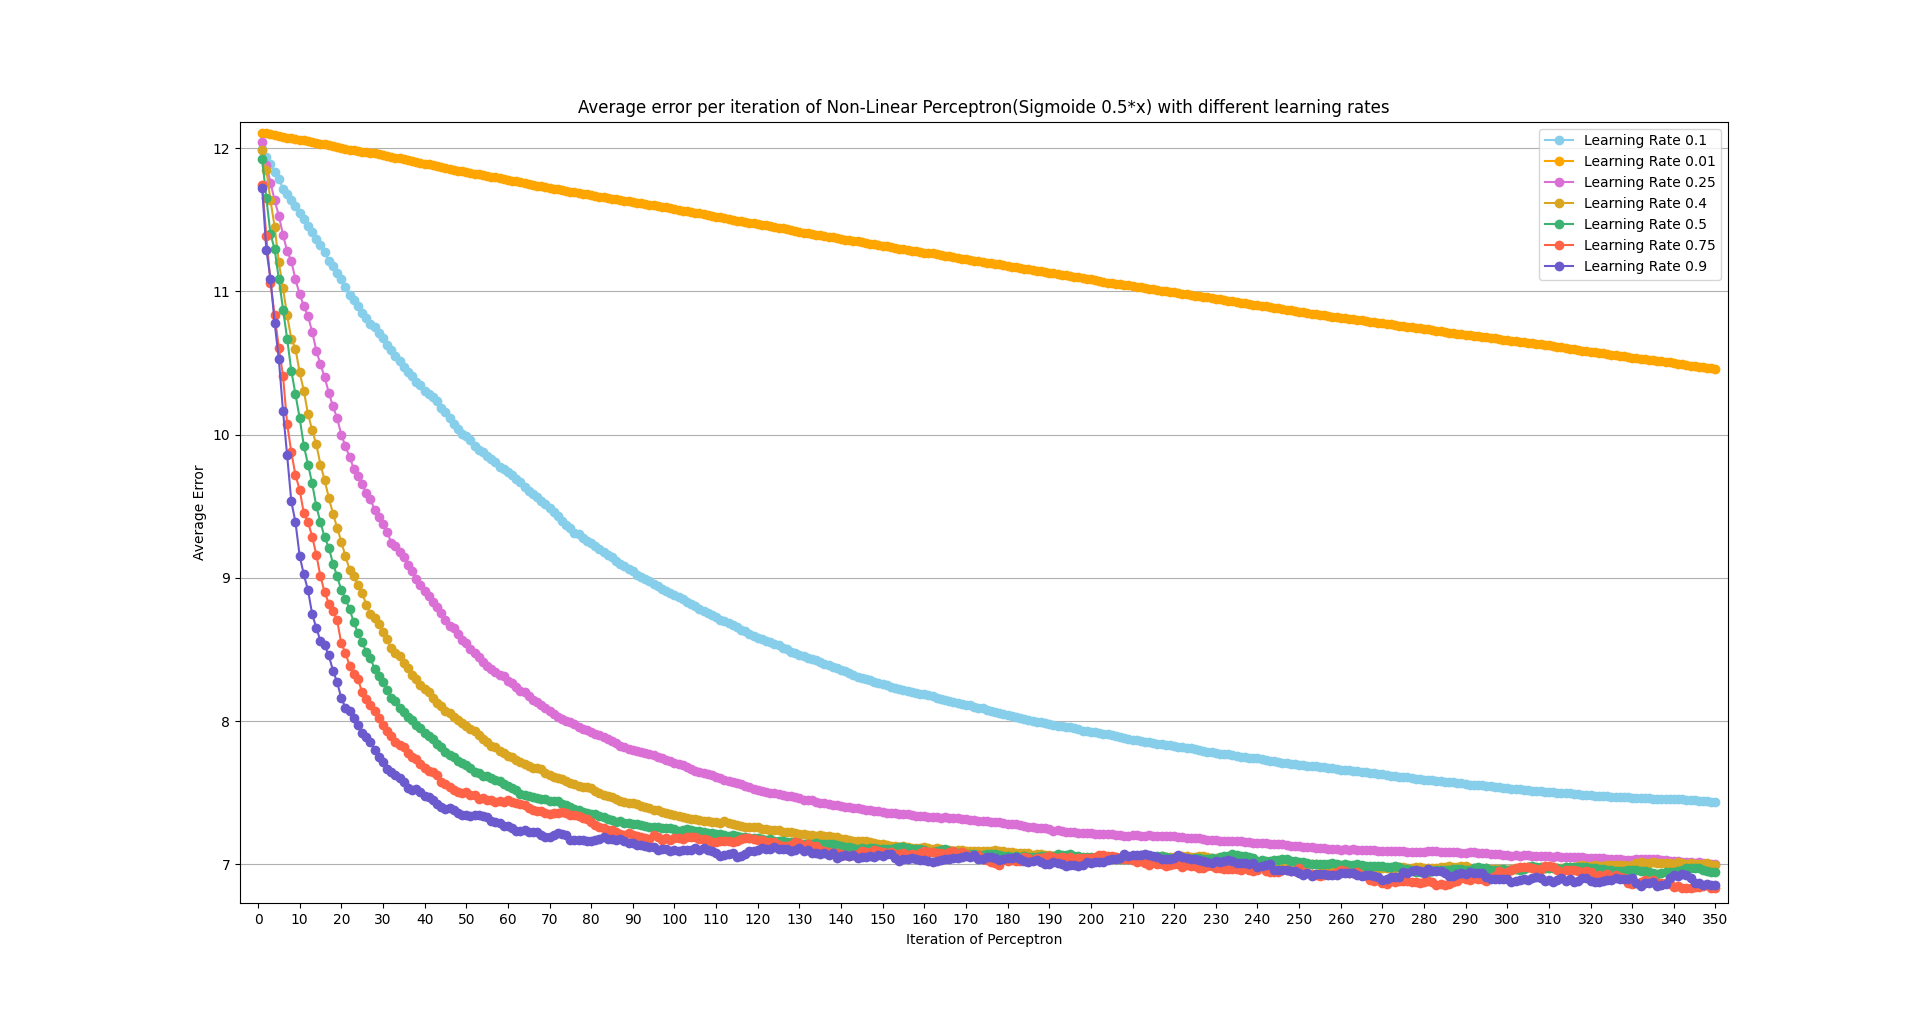 Average error per iteration of Non-Linear Perceptron(Sigmoide 0.5*x) with different learning rates
Learning Rate 0.1
Learning Rate 0.01
Learning Rate 0.25
Learning Rate 0.4
Learning Rate 0.5
Learning Rate 0.75
Learning Rate 0.9
12
11
10
9
8
7
Average Error
0 10 20 30 40 50 60 70 80 90 100 110 120 130 140 150 160 170 180 190 200 210 220 230 240 250 260 270 280 290 300 310 320 330 340 350
Iteration of Perceptron